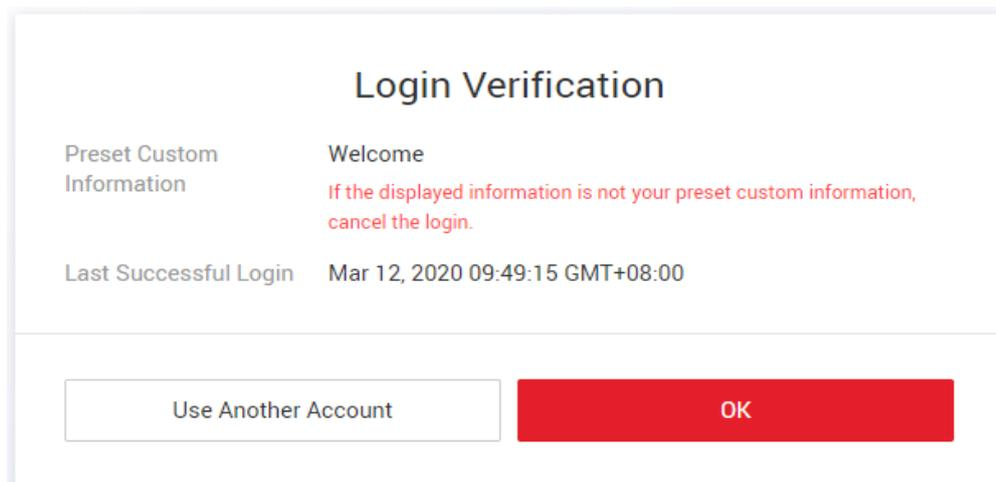 Login Verification
Preset Custom
Information
Welcome
If the displayed information is not your preset custom information,
cancel the login.
Last Successful Login
Mar 12, 2020 09:49:15 GMT+08:00
Use Another Account
OK